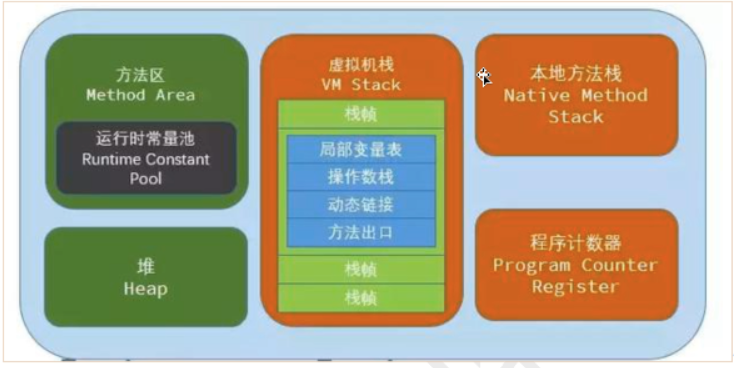 方法区
Method Area
运行时常量池
Runtime Constant
Pool
堆
Heap
虚拟机栈
VM Stack
栈帧
局部变量表
操作数栈
动态链接
方法出口
栈帧
栈帧
本地方法栈
Native Method
Stack
程序计数器
Program Counter
Register